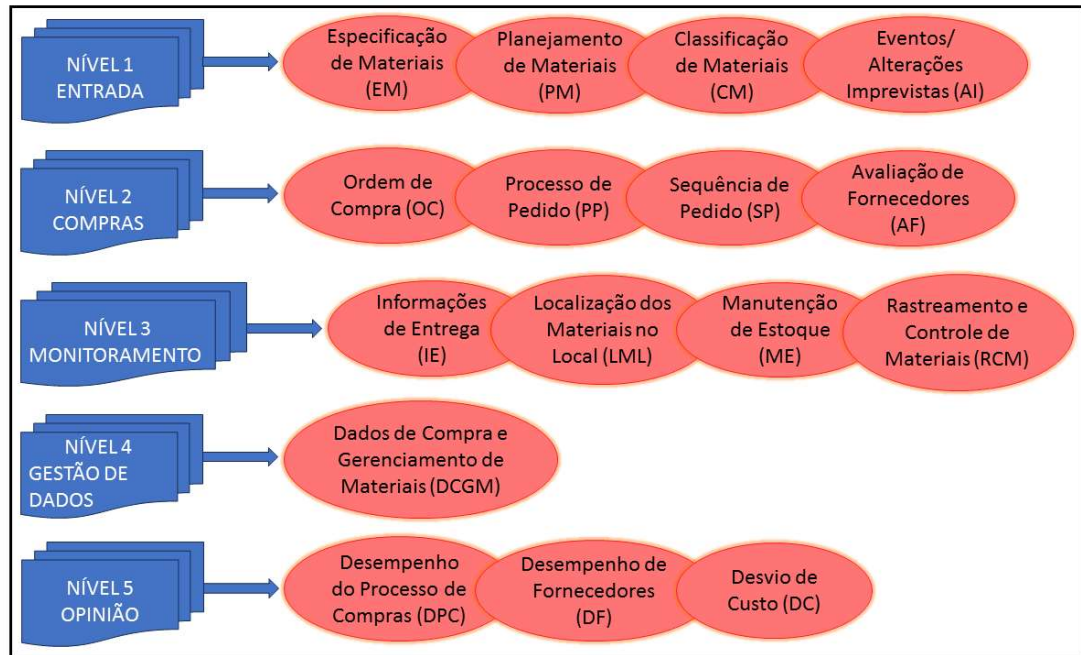 NÍVEL 1
ENTRADA
Especificação
de Materiais
(EM)
Planejamento
de Materiais
(PM)
Classificação
de Materiais
(CM)
Eventos/
Alterações
Imprevistas (AI)
NÍVEL 2
COMPRAS
Ordem de
Compra (OC)
Processo de
Pedido (PP)
Sequência de
Pedido (SP)
Avaliação de
Fornecedores
(AF)
NÍVEL 3
MONITORAMENTO
Informações
de Entrega
(IE)
Localização dos
Materiais no
Local (LML)
Manutenção
de Estoque
(ME)
Rastreamento e
Controle de
Materiais (RCM)
NÍVEL 4
GESTÃO DE
DADOS
Dados de Compra e
Gerenciamento de
Materiais (DCGM)
NÍVEL 5
OPINIÃO
Desempenho
do Processo de
Compras (DPC)
Desempenho de
Fornecedores
(DF)
Desvio de
Custo (DC)